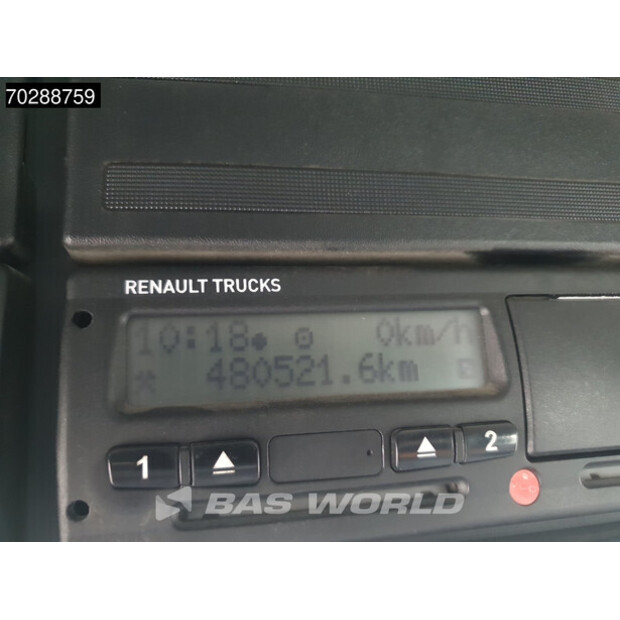 70288759
RENAULT TRUCKS
10:18 0km/h
480521.6km
1 2
BAS WORLD